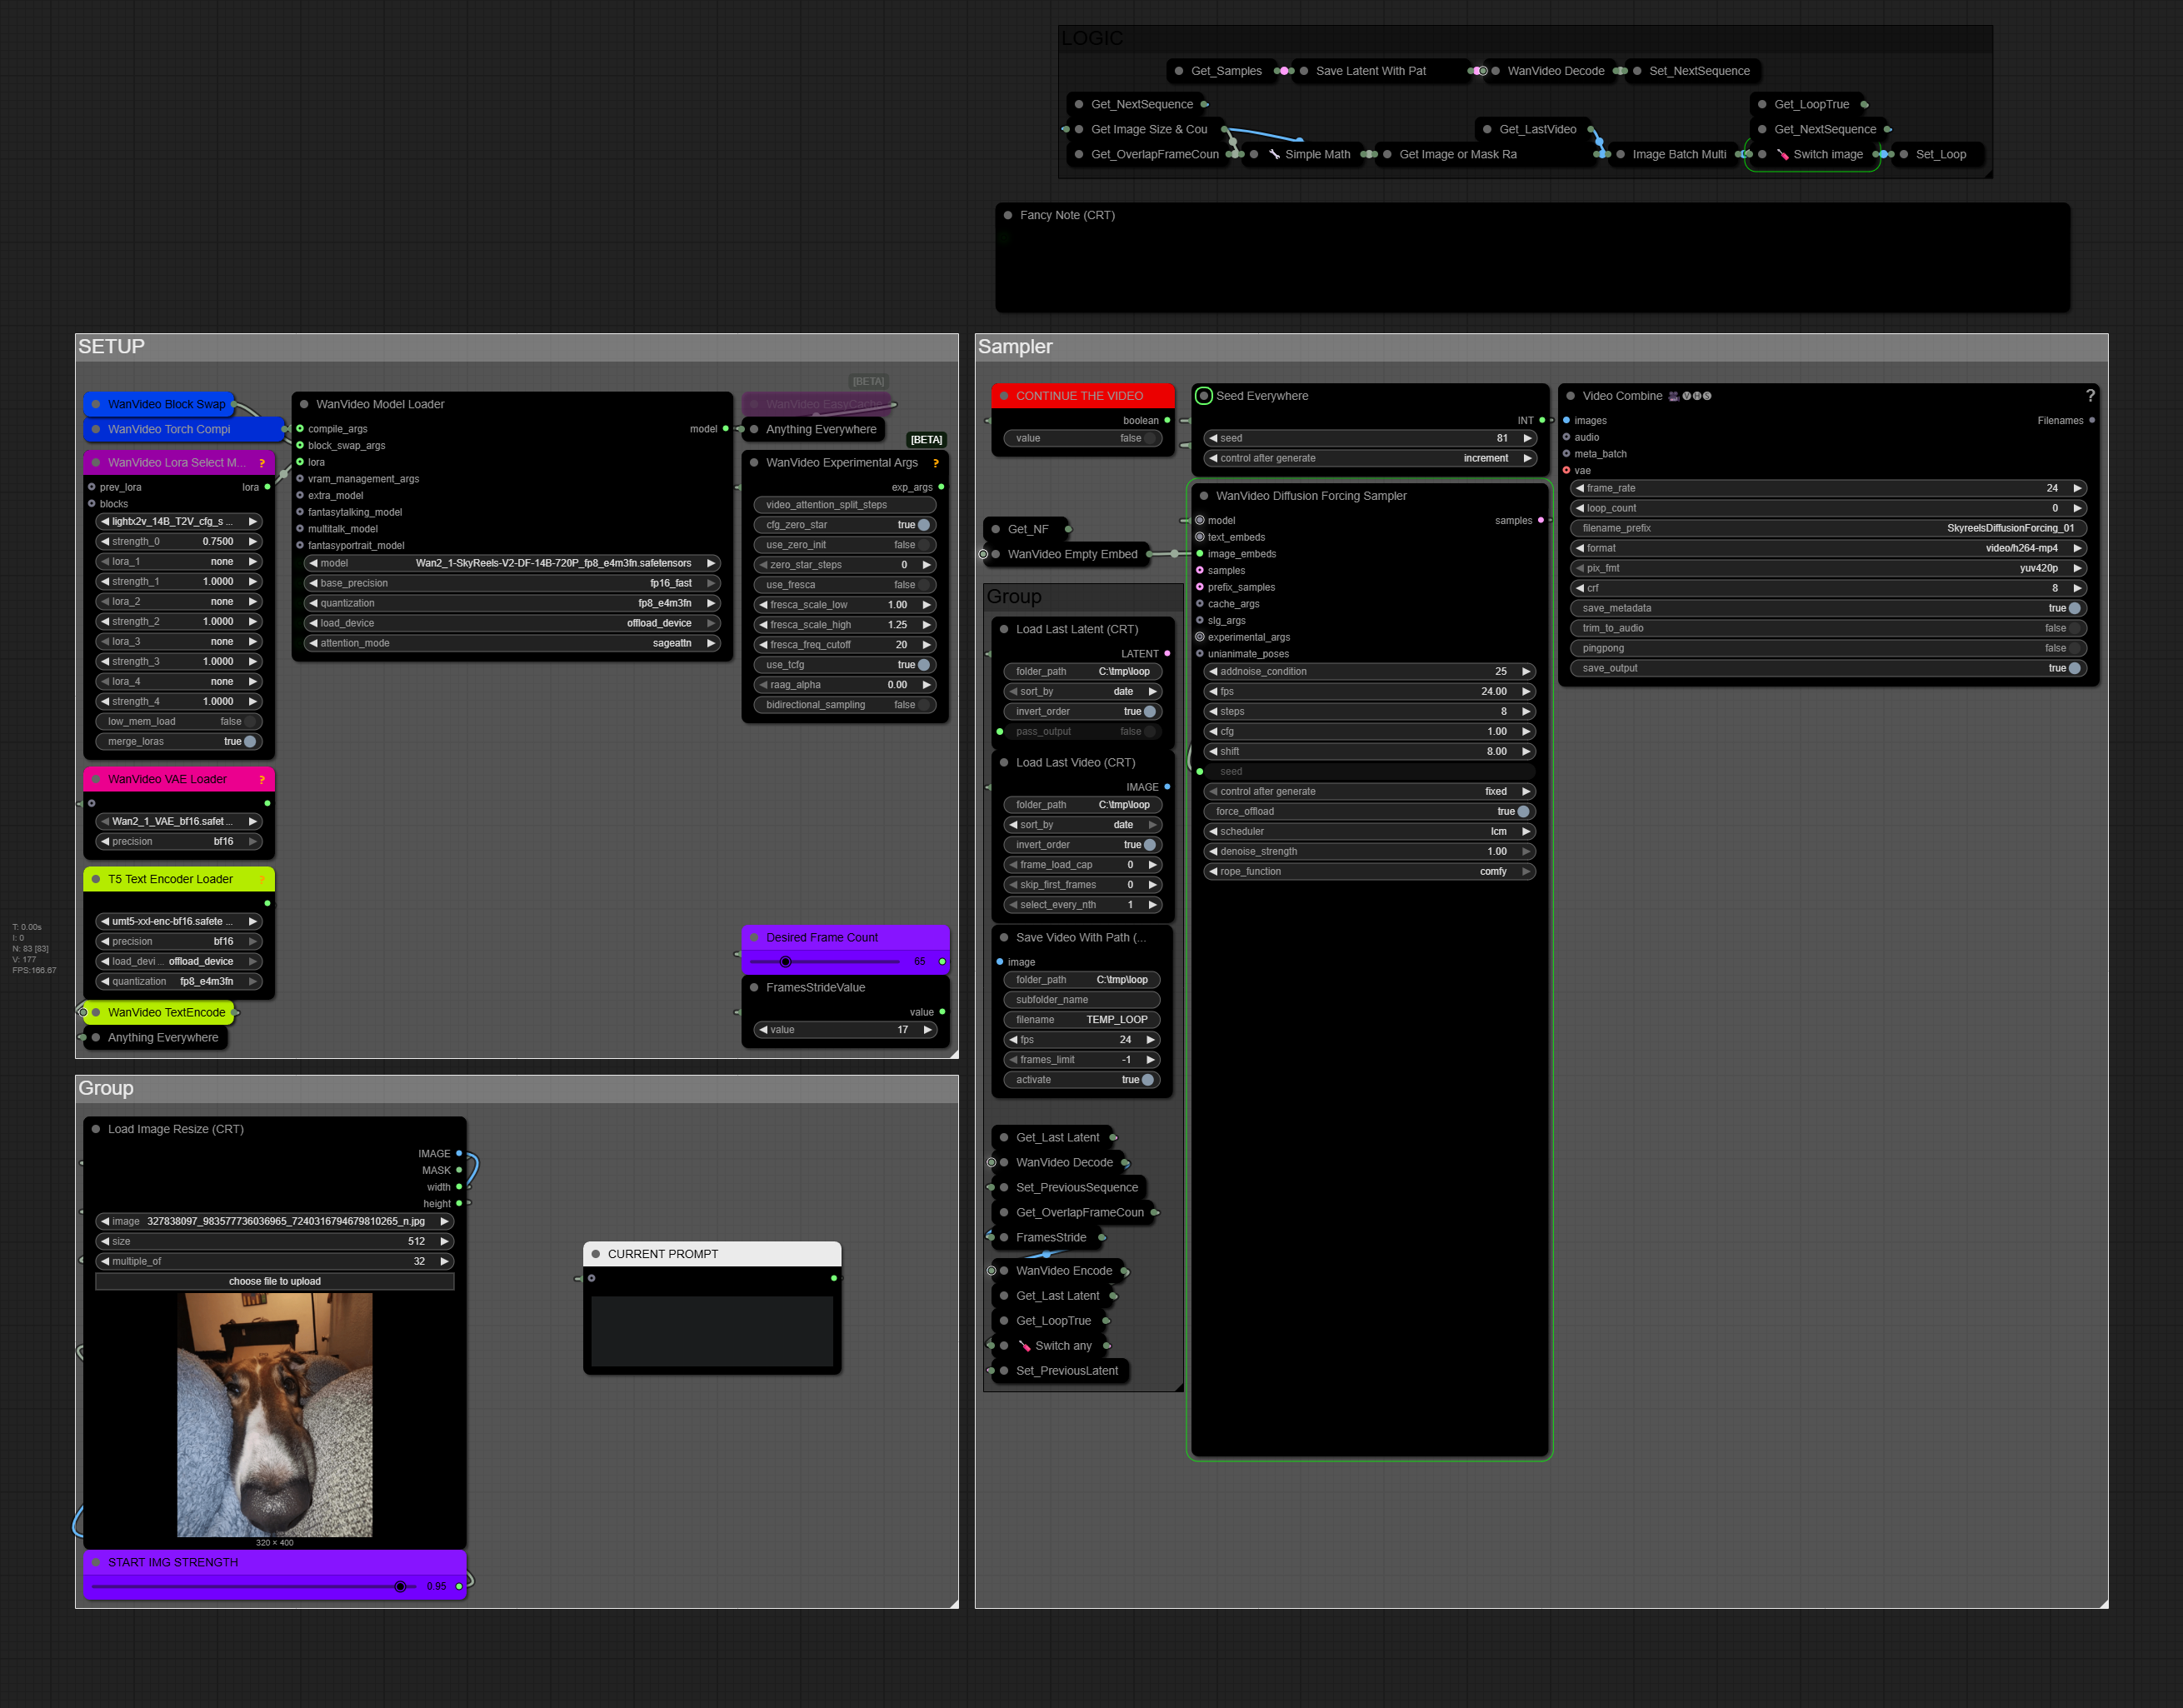 LOGIC
Get_Samples
Save Latent With Pat
WanVideo Decode
Set_NextSequence
Get_NextSequence
Get_LoopTrue
Get Image Size & Cou
Get_LastVideo
Get_NextSequence
Get_OverlapFrameCoun
Simple Math
Get Image or Mask Ra
Image Batch Multi
Switch image
Set_Loop
Fancy Note (CRT)
SETUP
WanVideo Block Swap
WanVideo Torch Compi
WanVideo Lora Select M...
?
prev_lora
lora
blocks
lightx2v_14B_T2V_cfg_s ...
strength_0 0.7500
lora_1 none
strength_1 1.0000
lora_2 none
strength_2 1.0000
lora_3 none
strength_3 1.0000
lora_4 none
strength_4 1.0000
low_mem_load false
merge_loras true
WanVideo VAE Loader
?
Wan2_1_VAE_bf16.safet ...
precision bf16
T5 Text Encoder Loader
?
umt5-xxl-enc-bf16.safete ...
precision bf16
load_devi ... offload_device
quantization fp8_e4m3fn
WanVideo TextEncode
Anything Everywhere
WanVideo Model Loader
compile_args
model
block_swap_args
lora
vram_management_args
extra_model
fantasytalking_model
multitalk_model
fantasyportrait_model
model Wan2_1-SkyReels-V2-DF-14B-720P_fp8_e4m3fn.safetensors
base_precision fp16_fast
quantization fp8_e4m3fn
load_device offload_device
attention_mode sageattn
[BETA]
WanVideo EasyCache
Anything Everywhere
[BETA]
WanVideo Experimental Args
?
exp_args
video_attention_split_steps
cfg_zero_star true
use_zero_init false
zero_star_steps 0
use_fresca false
fresca_scale_low 1.00
fresca_scale_high 1.25
fresca_freq_cutoff 20
use_tcfg true
raag_alpha 0.00
bidirectional_sampling false
Desired Frame Count
65
FramesStrideValue
value
value 17
T: 0.00s
I: 0
N: 83 [83]
V: 177
FPS:166.67
Group
Load Image Resize (CRT)
IMAGE
MASK
width
height
image 327838097_983577736036965_7240316794679810265_n.jpg
size 512
multiple_of 32
choose file to upload
320 × 400
START IMG STRENGTH
0.95
CURRENT PROMPT
Sampler
CONTINUE THE VIDEO
boolean
value false
Get_NF
WanVideo Empty Embed
Group
Load Last Latent (CRT)
LATENT
folder_path C:\tmp\loop
sort_by date
invert_order true
pass_output false
Load Last Video (CRT)
IMAGE
folder_path C:\tmp\loop
sort_by date
invert_order true
frame_load_cap 0
skip_first_frames 0
select_every_nth 1
Save Video With Path (...
image
folder_path C:\tmp\loop
subfolder_name
filename TEMP_LOOP
fps 24
frames_limit -1
activate true
Get_Last Latent
WanVideo Decode
Set_PreviousSequence
Get_OverlapFrameCoun
FramesStride
WanVideo Encode
Get_Last Latent
Get_LoopTrue
Switch any
Set_PreviousLatent
Seed Everywhere
INT
seed 81
control after generate increment
WanVideo Diffusion Forcing Sampler
model
samples
text_embeds
image_embeds
samples
prefix_samples
cache_args
slg_args
experimental_args
unianimate_poses
addnoise_condition 25
fps 24.00
steps 8
cfg 1.00
shift 8.00
seed
control after generate fixed
force_offload true
scheduler lcm
denoise_strength 1.00
rope_function comfy
Video Combine VHS
?
images
Filenames
audio
meta_batch
vae
frame_rate 24
loop_count 0
filename_prefix SkyreelsDiffusionForcing_01
format video/h264-mp4
pix_fmt yuv420p
crf 8
save_metadata true
trim_to_audio false
pingpong false
save_output true